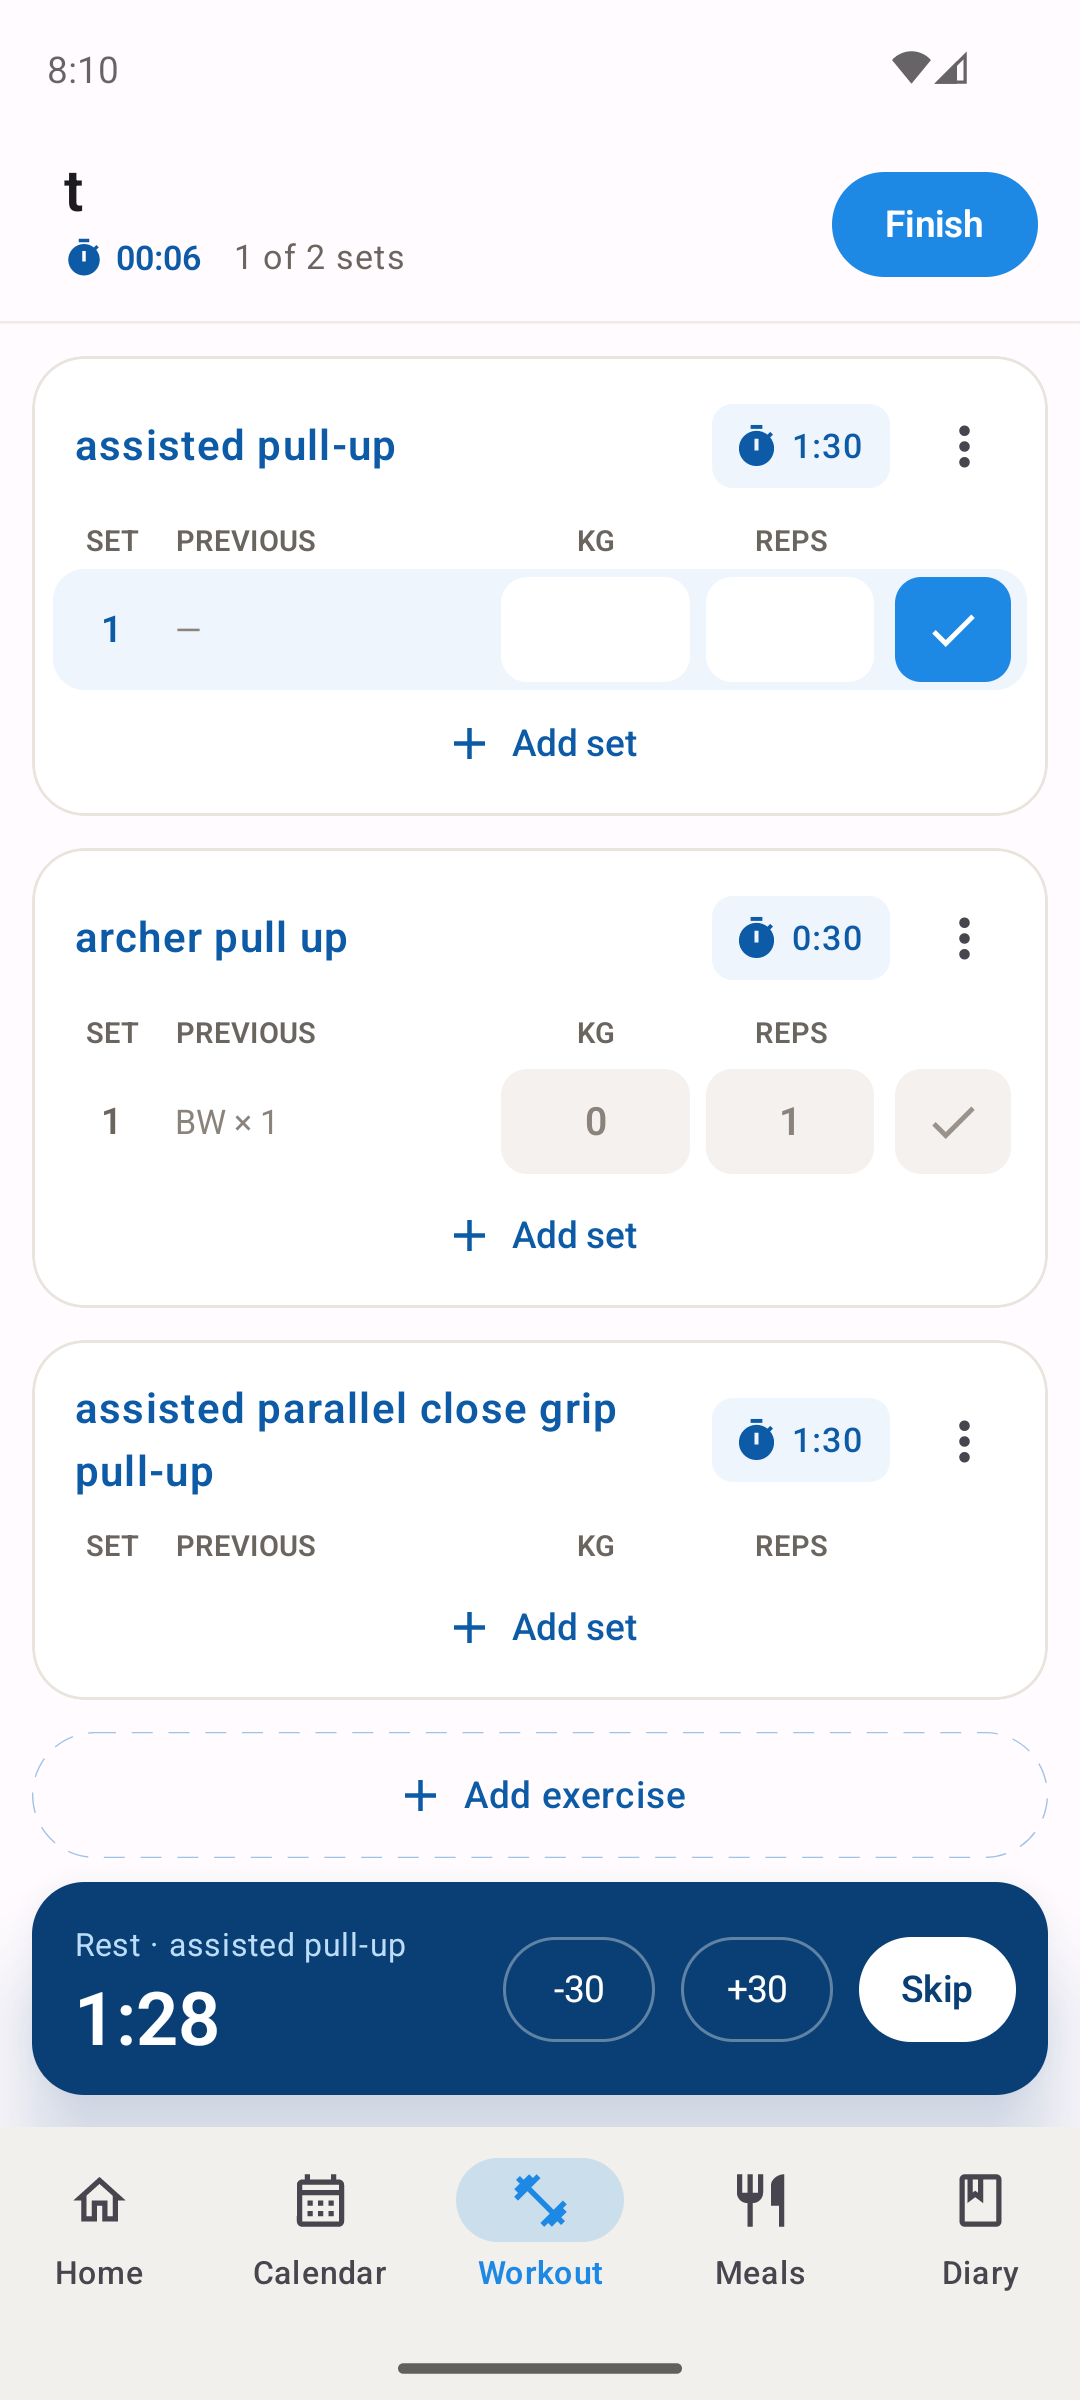 8:10
t
00:06 1 of 2 sets
Finish
assisted pull-up
1:30
SET PREVIOUS KG REPS
1 –
+ Add set
archer pull up
0:30
SET PREVIOUS KG REPS
1 BW × 1 0 1
+ Add set
assisted parallel close grip
pull-up
1:30
SET PREVIOUS KG REPS
+ Add set
+ Add exercise
Rest · assisted pull-up
1:28
-30 +30 Skip
Home Calendar Workout Meals Diary